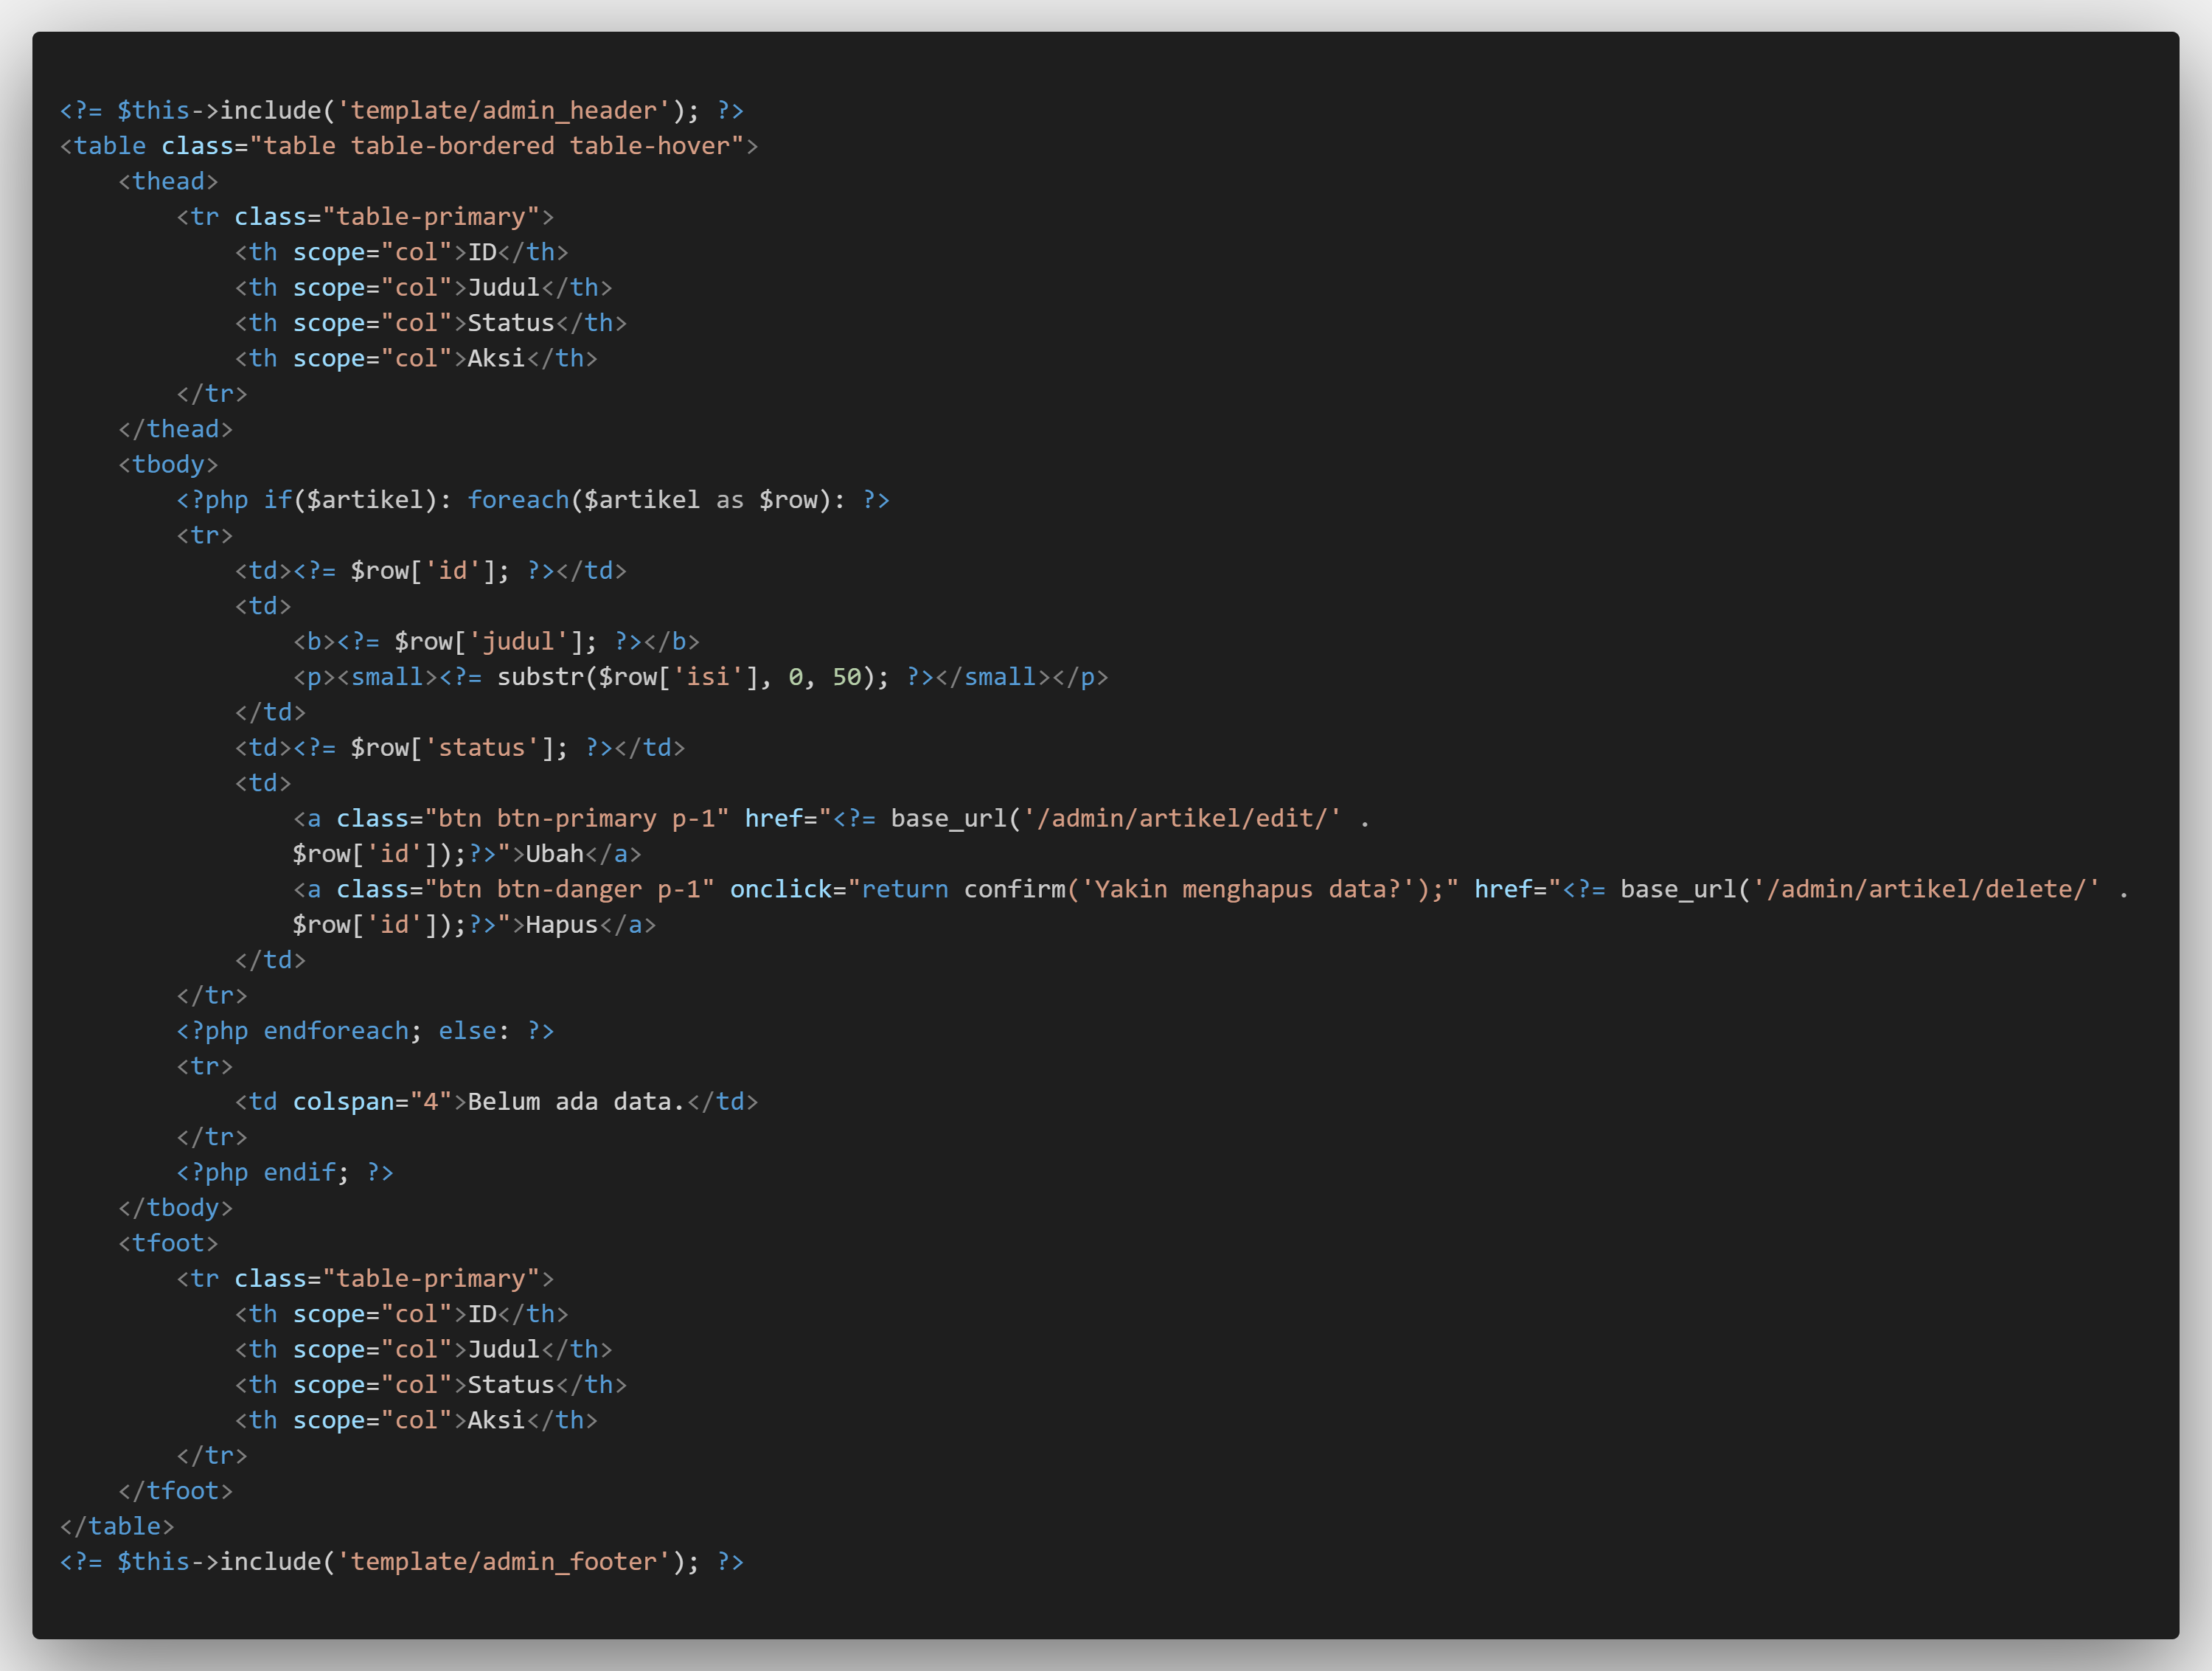 <?= $this->include('template/admin_header'); ?>
<table class="table table-bordered table-hover">
    <thead>
        <tr class="table-primary">
            <th scope="col">ID</th>
            <th scope="col">Judul</th>
            <th scope="col">Status</th>
            <th scope="col">Aksi</th>
        </tr>
    </thead>
    <tbody>
        <?php if($artikel): foreach($artikel as $row): ?>
        <tr>
            <td><?= $row['id']; ?></td>
            <td>
                <b><?= $row['judul']; ?></b>
                <p><small><?= substr($row['isi'], 0, 50); ?></small></p>
            </td>
            <td><?= $row['status']; ?></td>
            <td>
                <a class="btn btn-primary p-1" href="<?= base_url('/admin/artikel/edit/' .
                $row['id']);?>">Ubah</a>
                <a class="btn btn-danger p-1" onclick="return confirm('Yakin menghapus data?');" href="<?= base_url('/admin/artikel/delete/' .
                $row['id']);?>">Hapus</a>
            </td>
        </tr>
        <?php endforeach; else: ?>
        <tr>
            <td colspan="4">Belum ada data.</td>
        </tr>
        <?php endif; ?>
    </tbody>
    <tfoot>
        <tr class="table-primary">
            <th scope="col">ID</th>
            <th scope="col">Judul</th>
            <th scope="col">Status</th>
            <th scope="col">Aksi</th>
        </tr>
    </tfoot>
</table>
<?= $this->include('template/admin_footer'); ?>